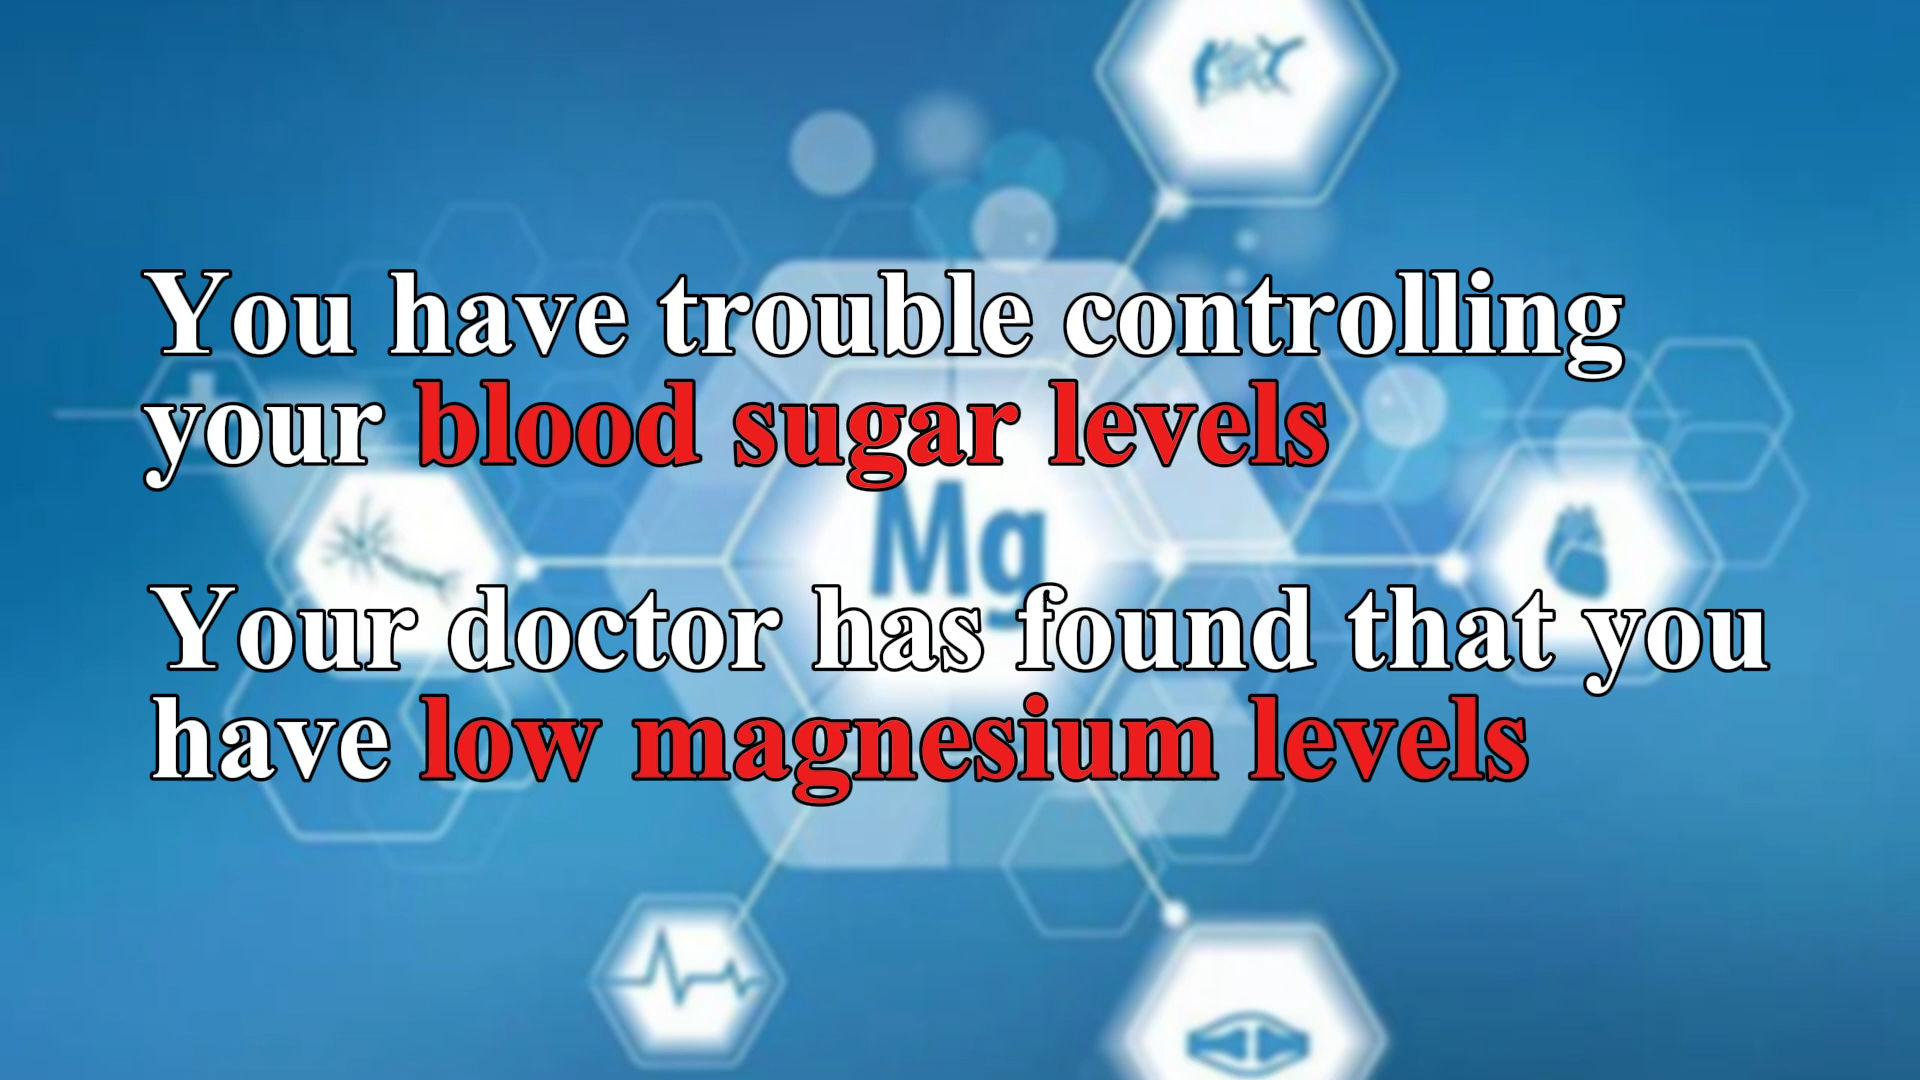 You have trouble controlling
your blood sugar levels
Mg
Your doctor has found that you
have low magnesium levels